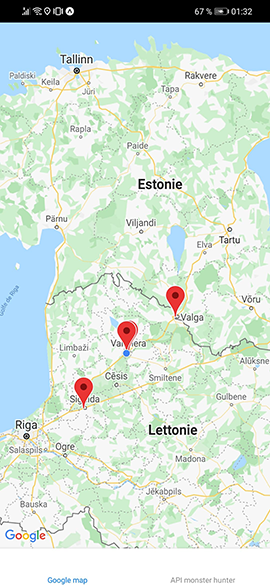 67 % 01:32
Tallinn
Paldiski
Keila
Jüri
Rakvere
Tapa
Rapla
Paide
Estonie
Pärnu
Viljandi
Elva
Tartu
Golfe de Riga
Võru
Valga
Limbaži
Valmiera
Alūksne
Cēsis
Smiltene
Sigulda
Gulbene
Riga
Lettonie
Salaspils
Ogre
Madona
Jēkabpils
Bauska
Google
Google map
API monster hunter